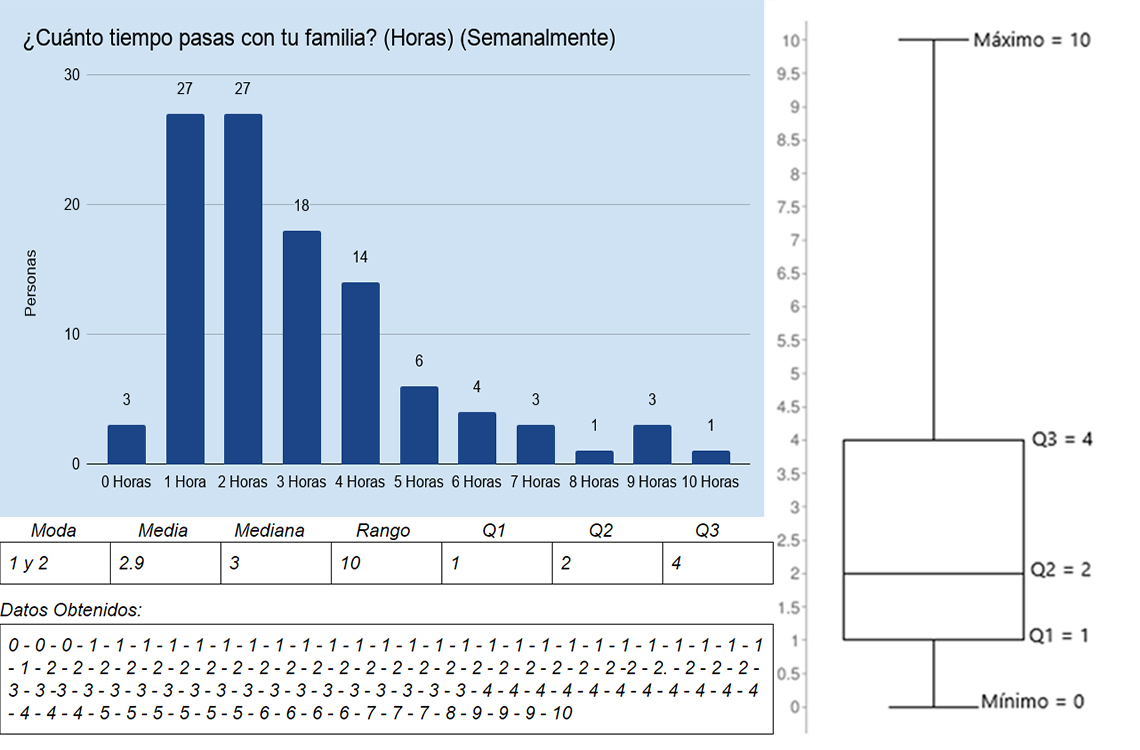 ¿Cuánto tiempo pasas con tu familia? (Horas) (Semanalmente)
Personas
30
20
10
0
3
27
27
18
14
6
4
3
1
3
1
0 Horas
1 Hora
2 Horas
3 Horas
4 Horas
5 Horas
6 Horas
7 Horas
8 Horas
9 Horas
10 Horas
Moda Media Mediana Rango Q1 Q2 Q3
1 y 2 2.9 3 10 1 2 4
Datos Obtenidos:
0 - 0 - 0 - 1 - 1 - 1 - 1 - 1 - 1 - 1 - 1 - 1 - 1 - 1 - 1 - 1 - 1 - 1 - 1 - 1 - 1 - 1 - 1 - 1 - 1 - 1 - 1 - 1 - 1
- 1 - 2 - 2 - 2 - 2 - 2 - 2 - 2 - 2 - 2 - 2 - 2 - 2 - 2 - 2 - 2 - 2 - 2 - 2 - 2 - 2 - 2 - 2 -2 - 2. - 2 - 2 - 2 -
3 - 3 -3 - 3 - 3 - 3 - 3 - 3 - 3 - 3 - 3 - 3 - 3 - 3 - 3 - 3 - 3 - 3 - 4 - 4 - 4 - 4 - 4 - 4 - 4 - 4 - 4 - 4 - 4
- 4 - 4 - 4 - 5 - 5 - 5 - 5 - 5 - 5 - 6 - 6 - 6 - 6 - 7 - 7 - 7 - 8 - 9 - 9 - 9 - 10
10
9.5
9
8.5
8
7.5
7
6.5
6
5.5
5
4.5
4
3.5
3
2.5
2
1.5
1
0.5
0
Máximo = 10
Q3 = 4
Q2 = 2
Q1 = 1
Mínimo = 0